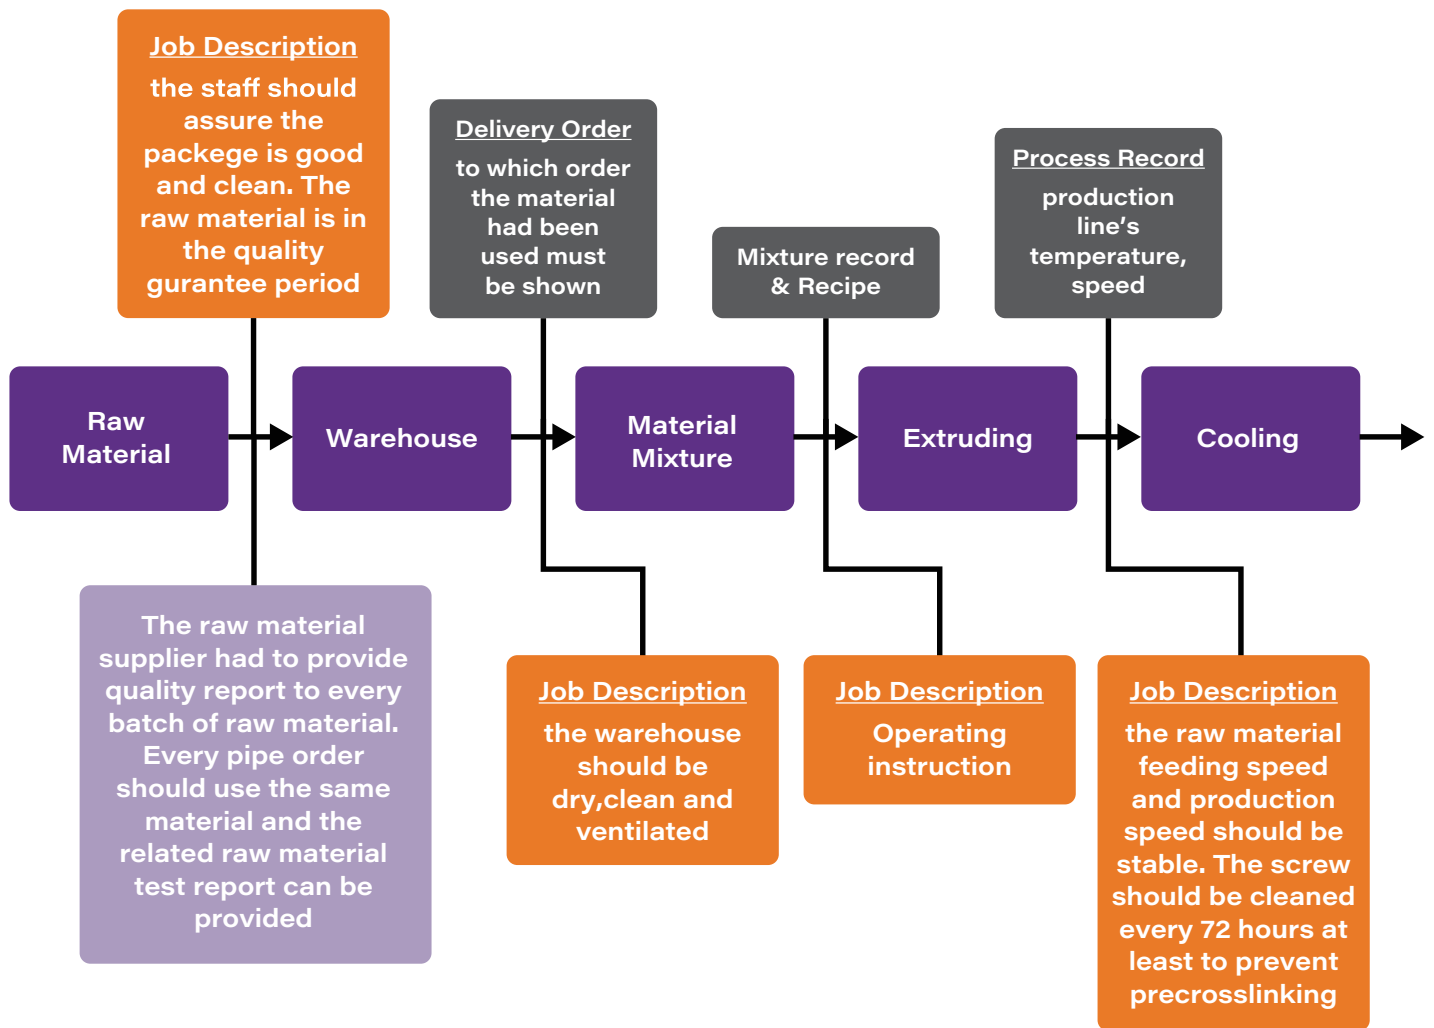 Job Description
the staff should
assure the
packege is good
and clean. The
raw material is in
the quality
gurantee period
Delivery Order
to which order
the material
had been
used must
be shown
Mixture record
& Recipe
Process Record
production
line’s
temperature,
speed
Raw
Material
Warehouse
Material
Mixture
Extruding
Cooling
The raw material
supplier had to provide
quality report to every
batch of raw material.
Every pipe order
should use the same
material and the
related raw material
test report can be
provided
Job Description
the warehouse
should be
dry,clean and
ventilated
Job Description
Operating
instruction
Job Description
the raw material
feeding speed
and production
speed should be
stable. The screw
should be cleaned
every 72 hours at
least to prevent
precrosslinking